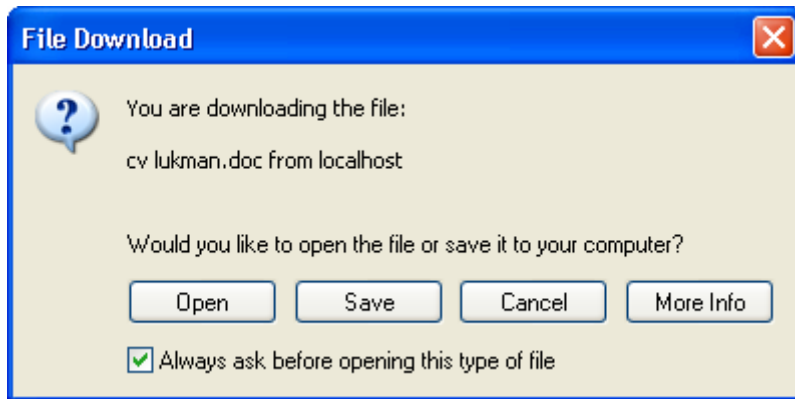 File Download
You are downloading the file:
cv lukman.doc from localhost
Would you like to open the file or save it to your computer?
Open Save Cancel More Info
Always ask before opening this type of file